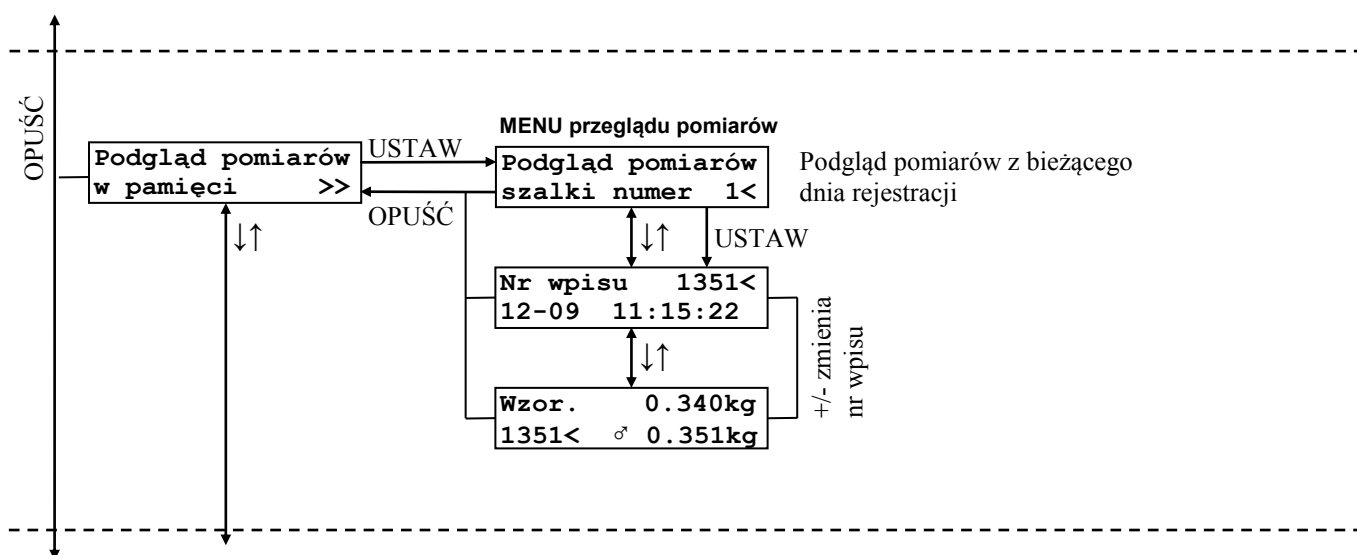 OPUŚĆ
Podgląd pomiarów
w pamięci >>
USTAW
OPUŚĆ
↓↑
MENU przeglądu pomiarów
Podgląd pomiarów
szalki numer 1<
Podgląd pomiarów z bieżącego
dnia rejestracji
↓↑
USTAW
Nr wpisu 1351<
12-09 11:15:22
↓↑
Wzor. 0.340kg
1351< ♂ 0.351kg
+/- zmienia
nr wpisu